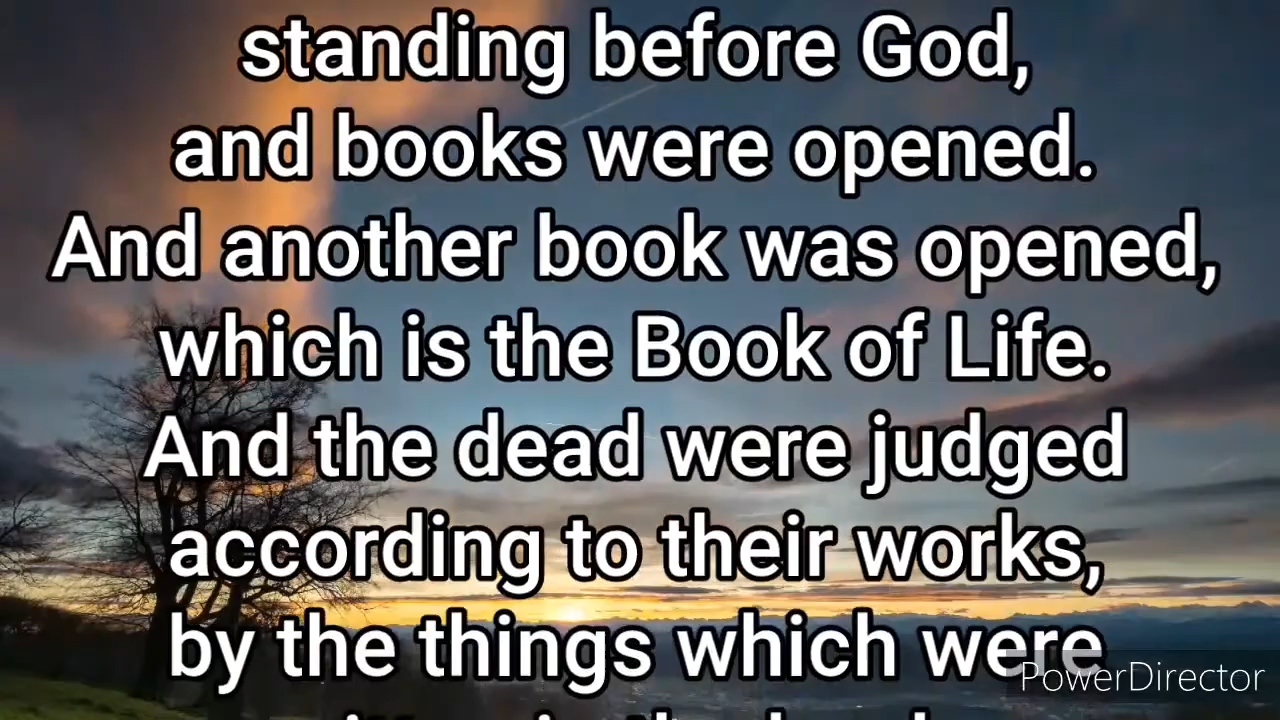 standing before God,
and books were opened.
And another book was opened,
which is the Book of Life.
And the dead were judged
according to their works,
by the things which were
PowerDirector